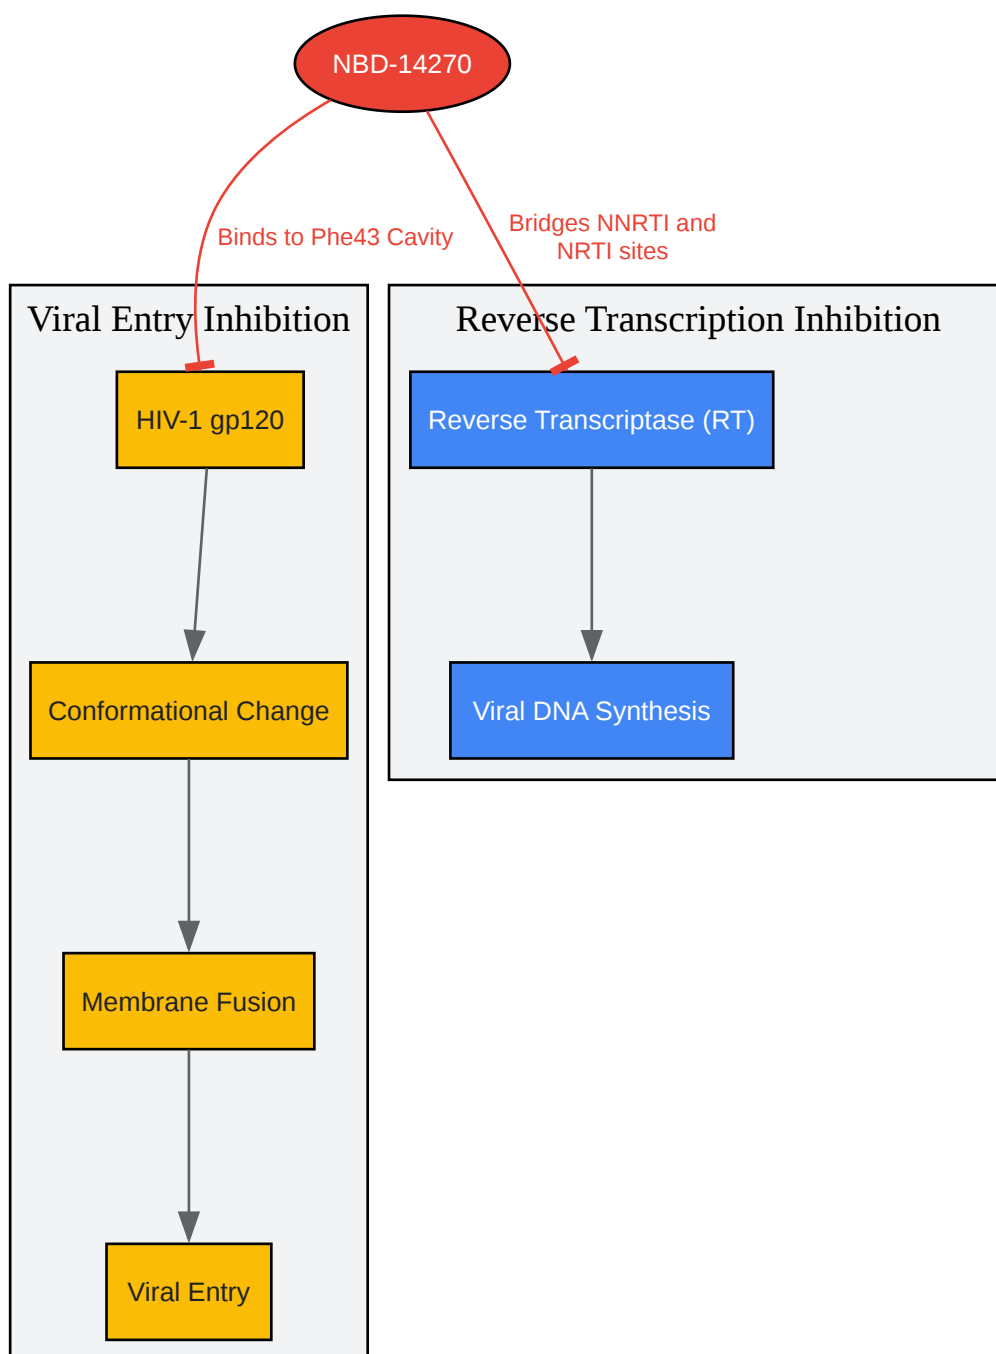 NBD-14270
Binds to Phe43 Cavity
Bridges NNRTI and
NRTI sites
Viral Entry Inhibition
HIV-1 gp120
Conformational Change
Membrane Fusion
Viral Entry
Reverse Transcription Inhibition
Reverse Transcriptase (RT)
Viral DNA Synthesis